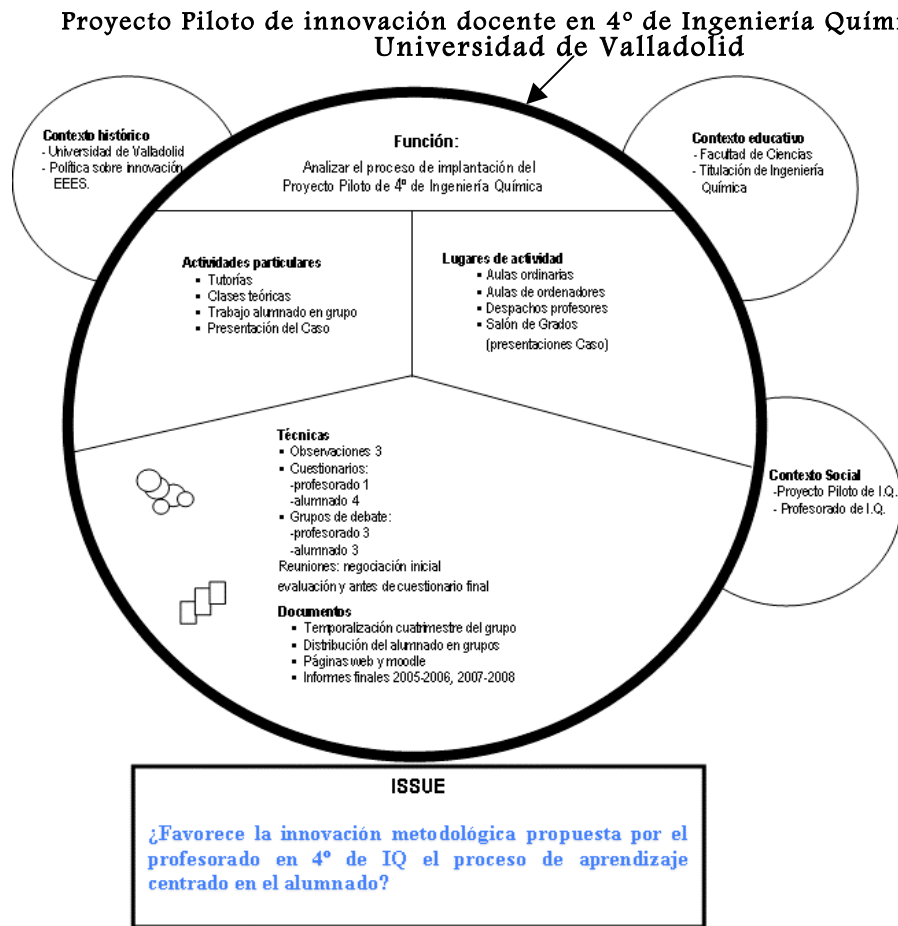 Proyecto Piloto de innovación docente en 4º de Ingeniería Quím
Universidad de Valladolid
Contexto histórico
- Universidad de Valladolid
- Política sobre innovación
EEES.
Función:
Analizar el proceso de implantación del
Proyecto Piloto de 4º de Ingeniería Química
Contexto educativo
- Facultad de Ciencias
- Titulación de Ingeniería
Química
Actividades particulares
▪ Tutorías
▪ Clases teóricas
▪ Trabajo alumnado en grupo
▪ Presentación del Caso
Lugares de actividad
▪ Aulas ordinarias
▪ Aulas de ordenadores
▪ Despachos profesores
▪ Salón de Grados
(presentaciones Caso)
Técnicas
▪ Observaciones 3
▪ Cuestionarios:
-profesorado 1
-alumnado 4
▪ Grupos de debate:
-profesorado 3
-alumnado 3
Reuniones: negociación inicial
evaluación y antes de cuestionario final
Contexto Social
-Proyecto Piloto de I.Q.
- Profesorado de I.Q.
Documentos
▪ Temporalización cuatrimestre del grupo
▪ Distribución del alumnado en grupos
▪ Páginas web y moodle
▪ Informes finales 2005-2006, 2007-2008
ISSUE
¿Favorece la innovación metodológica propuesta por el
profesorado en 4º de IQ el proceso de aprendizaje
centrado en el alumnado?